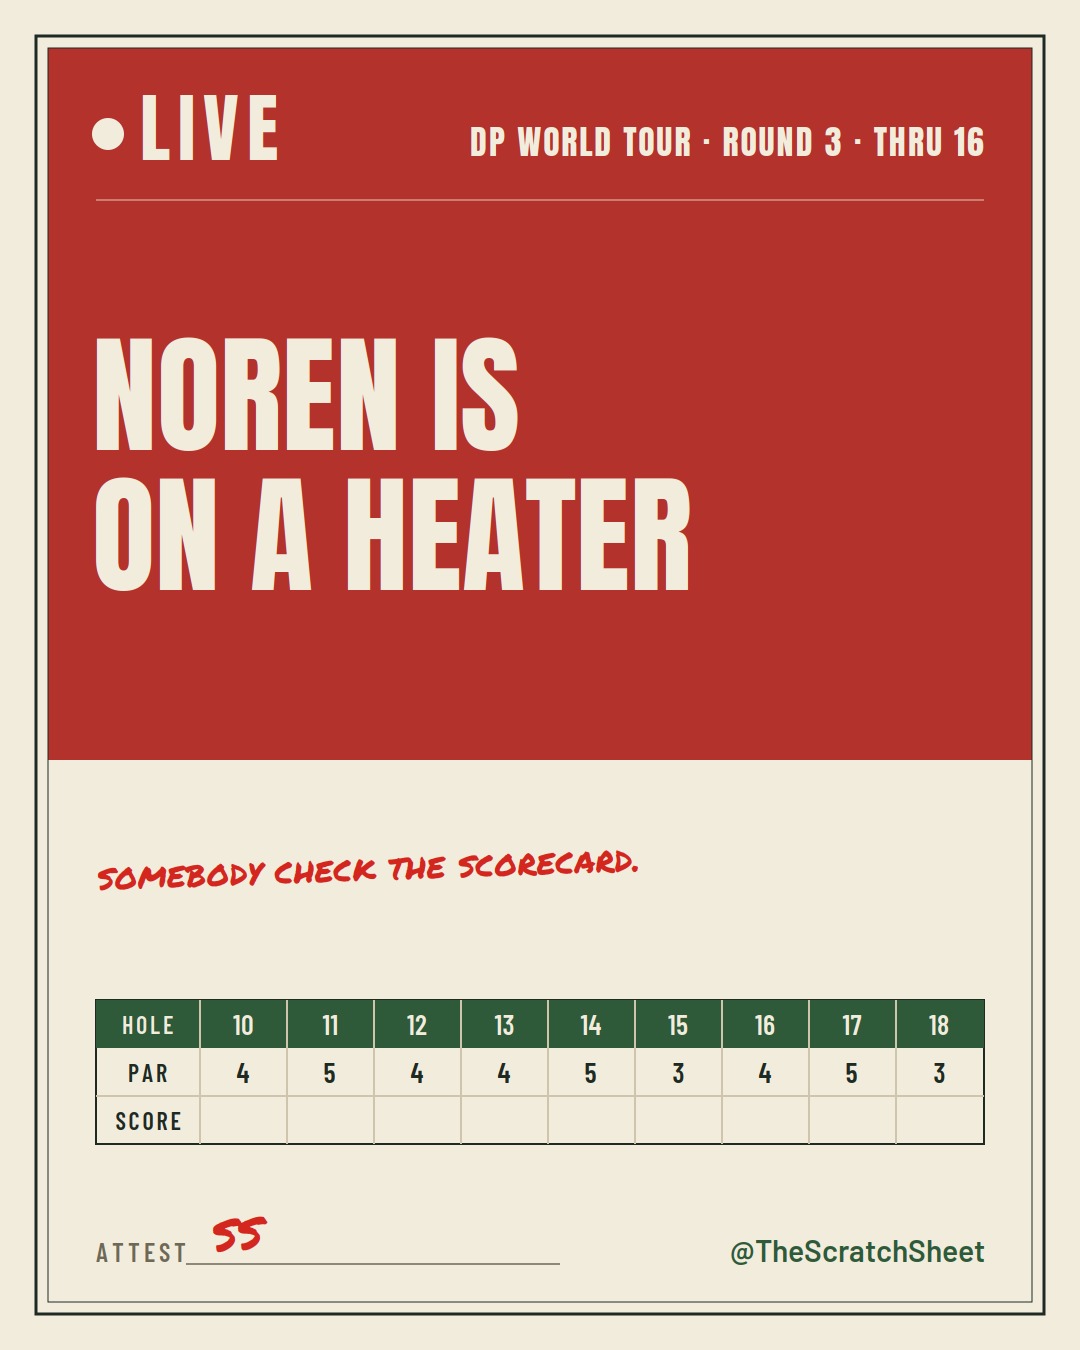 LIVE
DP WORLD TOUR · ROUND 3 · THRU 16
NOREN IS
ON A HEATER
SOMEBODY CHECK THE SCORECARD.
HOLE 10 11 12 13 14 15 16 17 18
PAR 4 5 4 4 5 3 4 5 3
SCORE
ATTEST SS
@TheScratchSheet